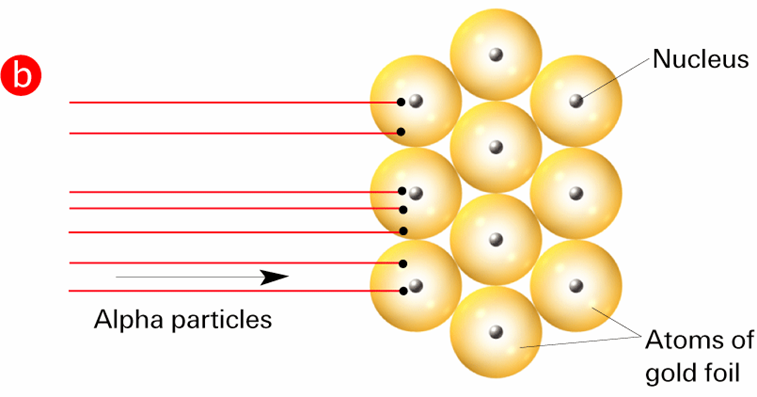 b
Nucleus
Alpha particles
Atoms of
gold foil